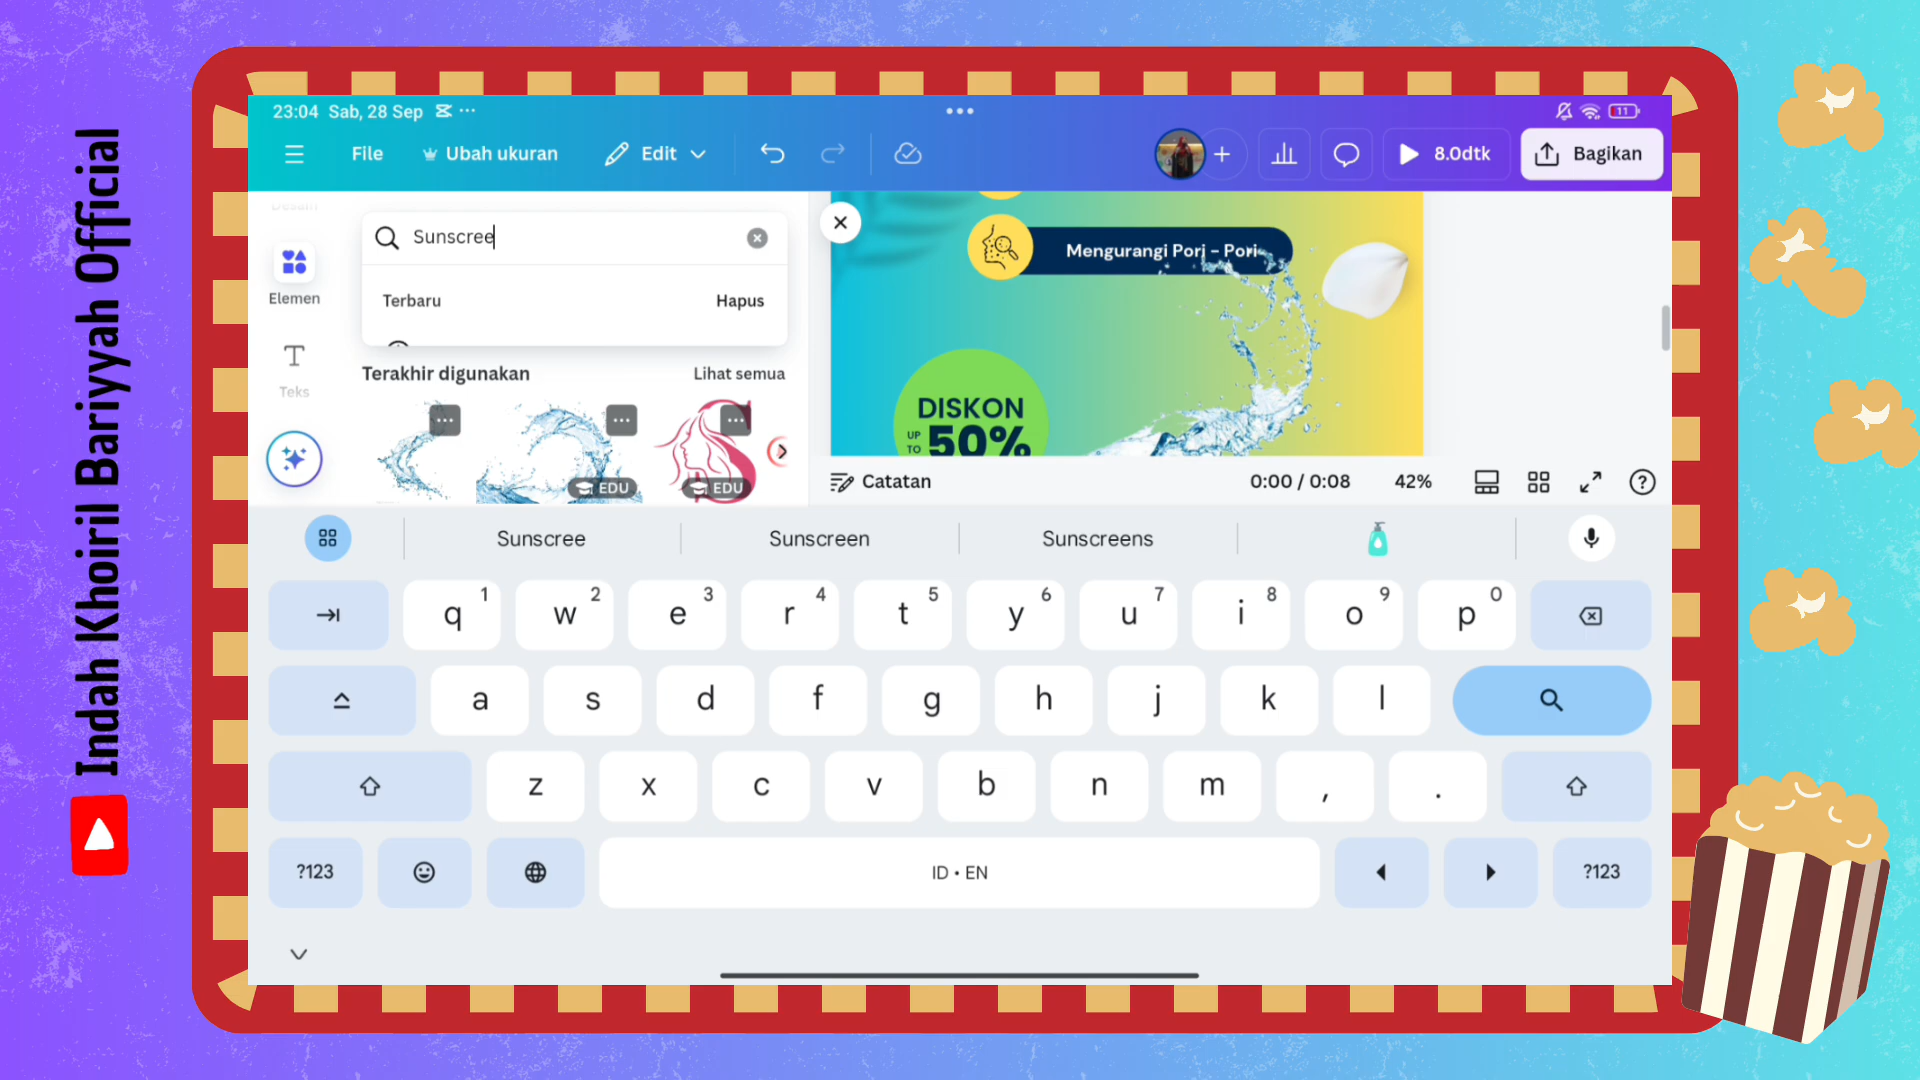 Indah Khoiril Bariyyah Official
23:04 Sab, 28 Sep
11
File
Ubah ukuran
Edit
8.0dtk
Bagikan
Desain
Sunscree
Terbaru
Hapus
Elemen
Teks
Terakhir digunakan
Lihat semua
EDU
EDU
Mengurangi Pori - Pori
DISKON
UP TO 50%
Catatan
0:00 / 0:08
42%
Sunscree
Sunscreen
Sunscreens
q 1 w 2 e 3 r 4 t 5 y 6 u 7 i 8 o 9 p 0
a s d f g h j k l
z x c v b n m , .
?123
ID • EN
?123